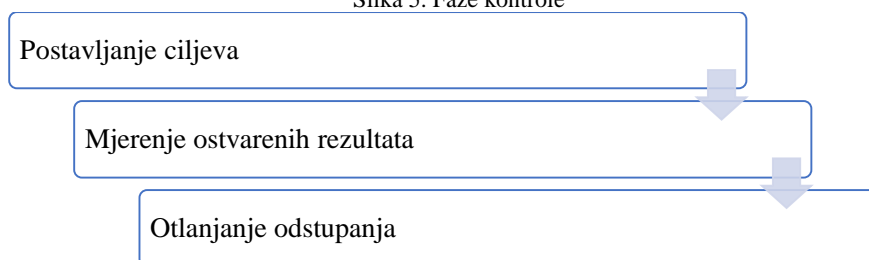 Slika 5. Faze kontrole
Postavljanje ciljeva
Mjerenje ostvarenih rezultata
Otlanjanje odstupanja